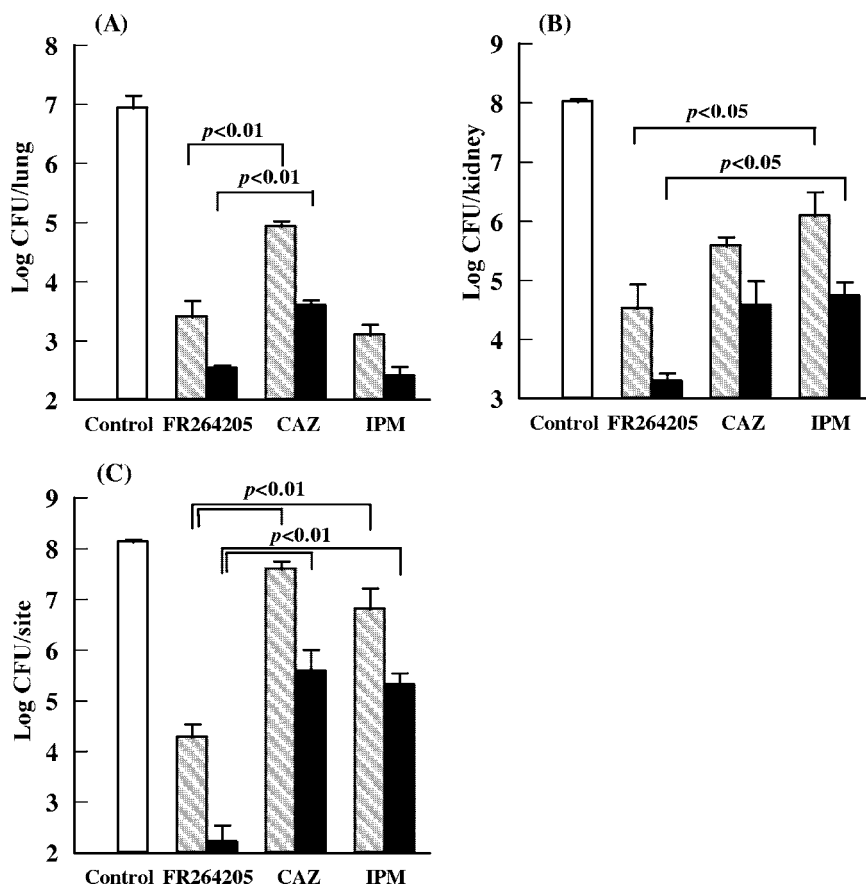 (A)
Log CFU/lung
8
7
6
5
4
3
2
p<0.01
p<0.01
Control FR264205 CAZ IPM
(B)
Log CFU/kidney
9
8
7
6
5
4
3
p<0.05
p<0.05
Control FR264205 CAZ IPM
(C)
Log CFU/site
9
8
7
6
5
4
3
2
p<0.01
p<0.01
Control FR264205 CAZ IPM